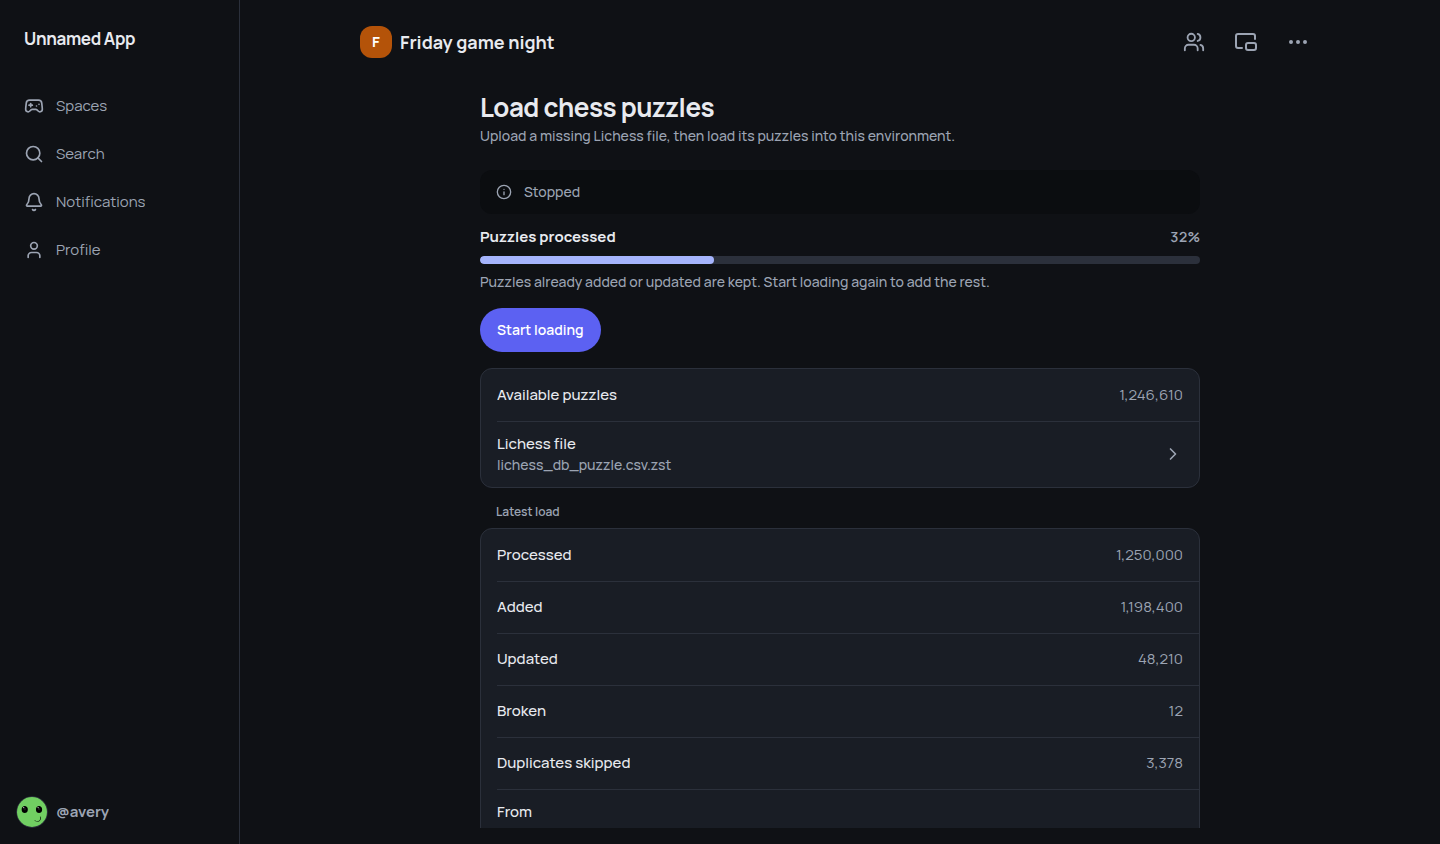 Unnamed App
Spaces
Search
Notifications
Profile
@avery
F Friday game night
Load chess puzzles
Upload a missing Lichess file, then load its puzzles into this environment.
Stopped
Puzzles processed 32%
Puzzles already added or updated are kept. Start loading again to add the rest.
Start loading
Available puzzles 1,246,610
Lichess file
lichess_db_puzzle.csv.zst
Latest load
Processed 1,250,000
Added 1,198,400
Updated 48,210
Broken 12
Duplicates skipped 3,378
From